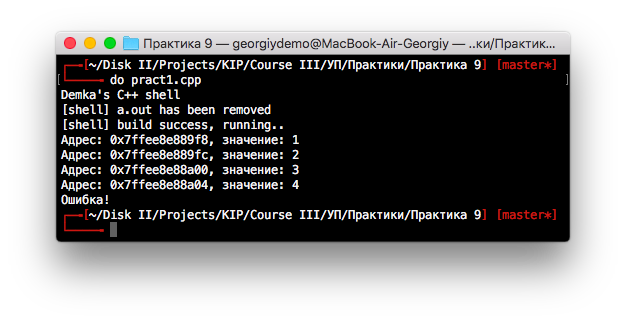 Практика 9 — georgiydemo@MacBook-Air-Georgiy — ..ки/Практик...
[~/Disk II/Projects/KIP/Course III/УП/Практики/Практика 9] [master*]
do pract1.cpp
Demka's C++ shell
[shell] a.out has been removed
[shell] build success, running..
Адрес: 0x7ffee8e889f8, значение: 1
Адрес: 0x7ffee8e889fc, значение: 2
Адрес: 0x7ffee8e88a00, значение: 3
Адрес: 0x7ffee8e88a04, значение: 4
Ошибка!
[~/Disk II/Projects/KIP/Course III/УП/Практики/Практика 9] [master*]